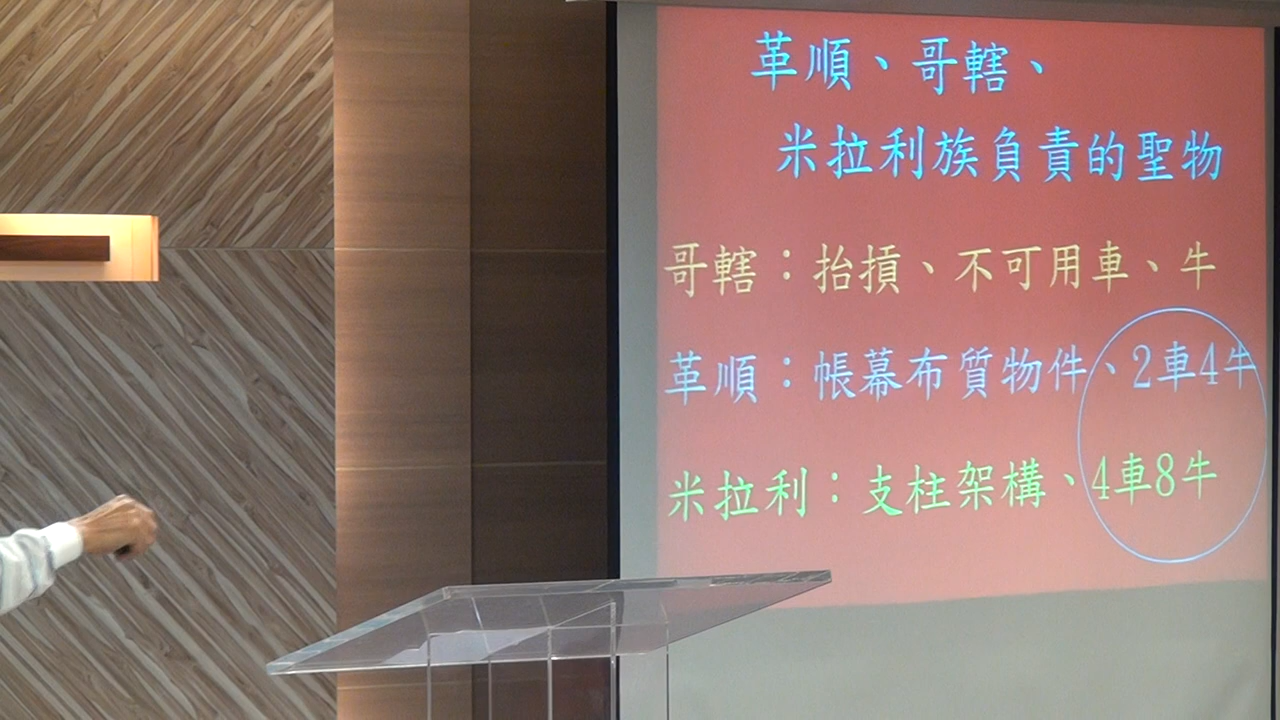 革順、哥轄、
米拉利族負責的聖物
哥轄：抬摃、不可用車、牛
革順：帳幕布質物件、2車4牛
米拉利：支柱架構、4車8牛